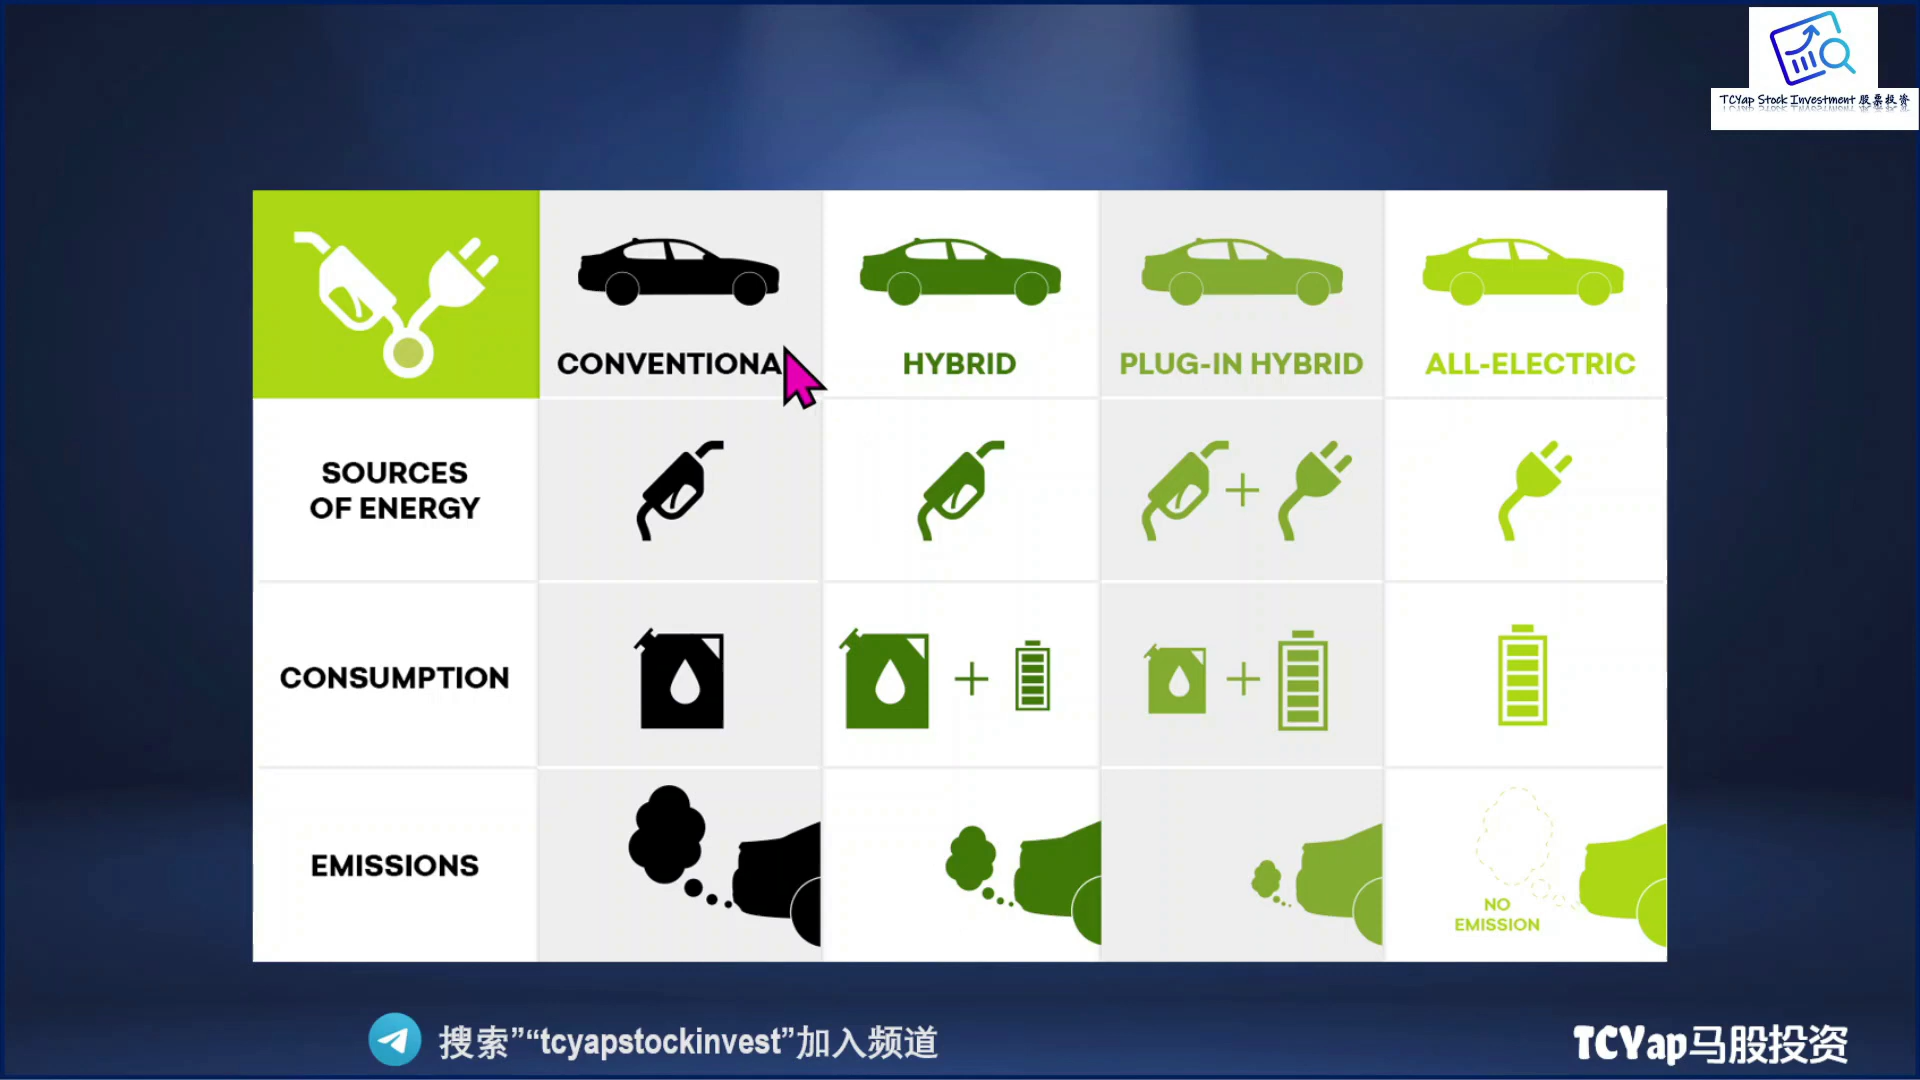 TCYap Stock Investment 股票投资
CONVENTIONA
HYBRID
PLUG-IN HYBRID
ALL-ELECTRIC
SOURCES
OF ENERGY
CONSUMPTION
EMISSIONS
NO
EMISSION
搜索”“tcyapstockinvest”加入频道
TCYap马股投资